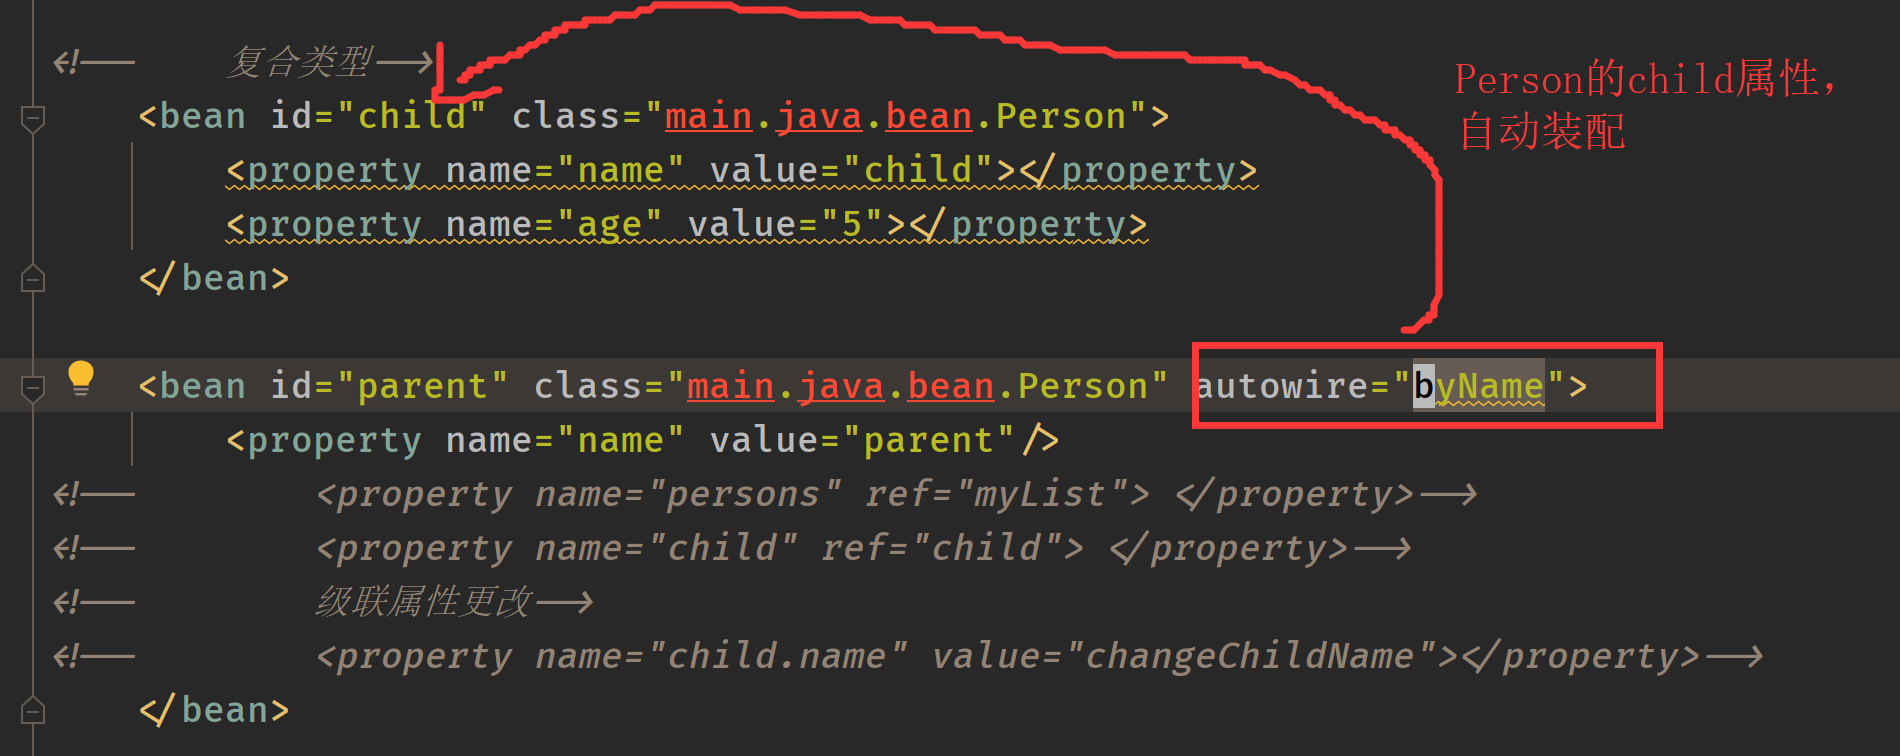 <!—— 复合类型——>
Person的child属性，
自动装配
<bean id="child" class="main.java.bean.Person">
<property name="name" value="child"></property>
<property name="age" value="5"></property>
</bean>
<bean id="parent" class="main.java.bean.Person" autowire="byName">
<property name="name" value="parent"/>
<!-- <property name="persons" ref="myList"> </property>-->
<!-- <property name="child" ref="child"> </property>-->
<!-- 级联属性更改-->
<!-- <property name="child.name" value="changeChildName"></property>-->
</bean>